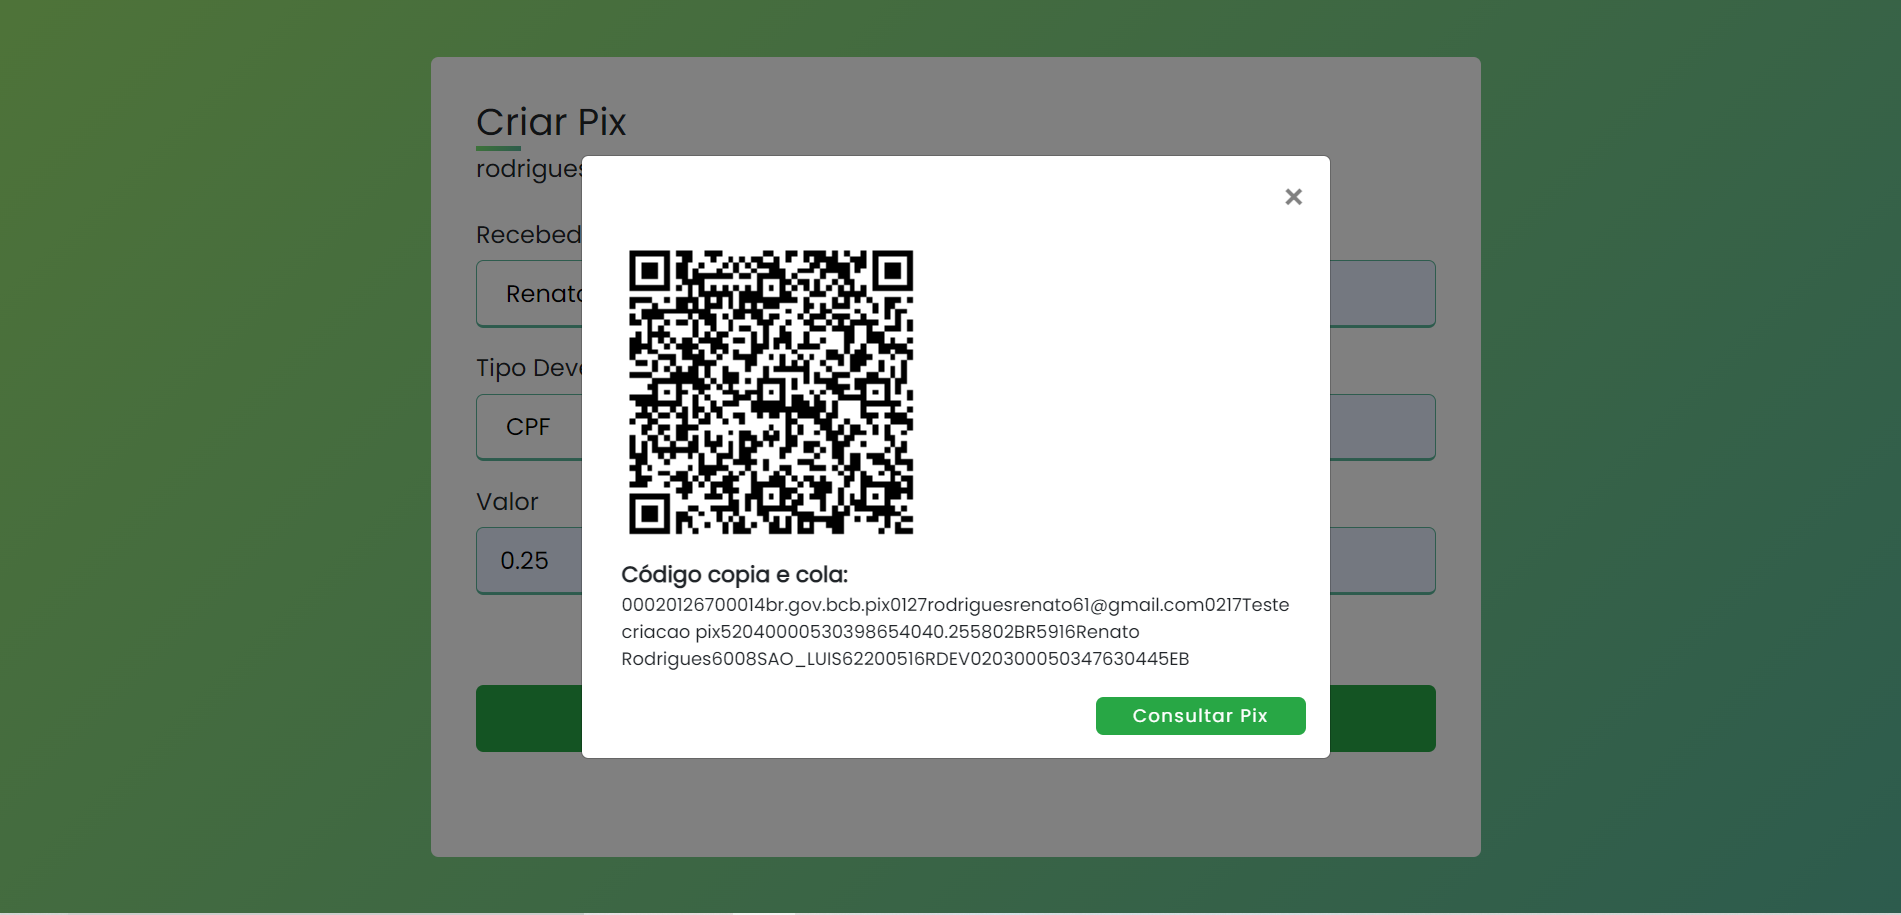 Criar Pix
rodrigues
Recebed
Renato
Tipo Deve
CPF
Valor
0.25
×
Código copia e cola:
00020126700014br.gov.bcb.pix0127rodriguesrenato61@gmail.com0217Teste
criacao pix52040000530398654040.255802BR5916Renato
Rodrigues6008SAO_LUIS62200516RDEV020300050347630445EB
Consultar Pix